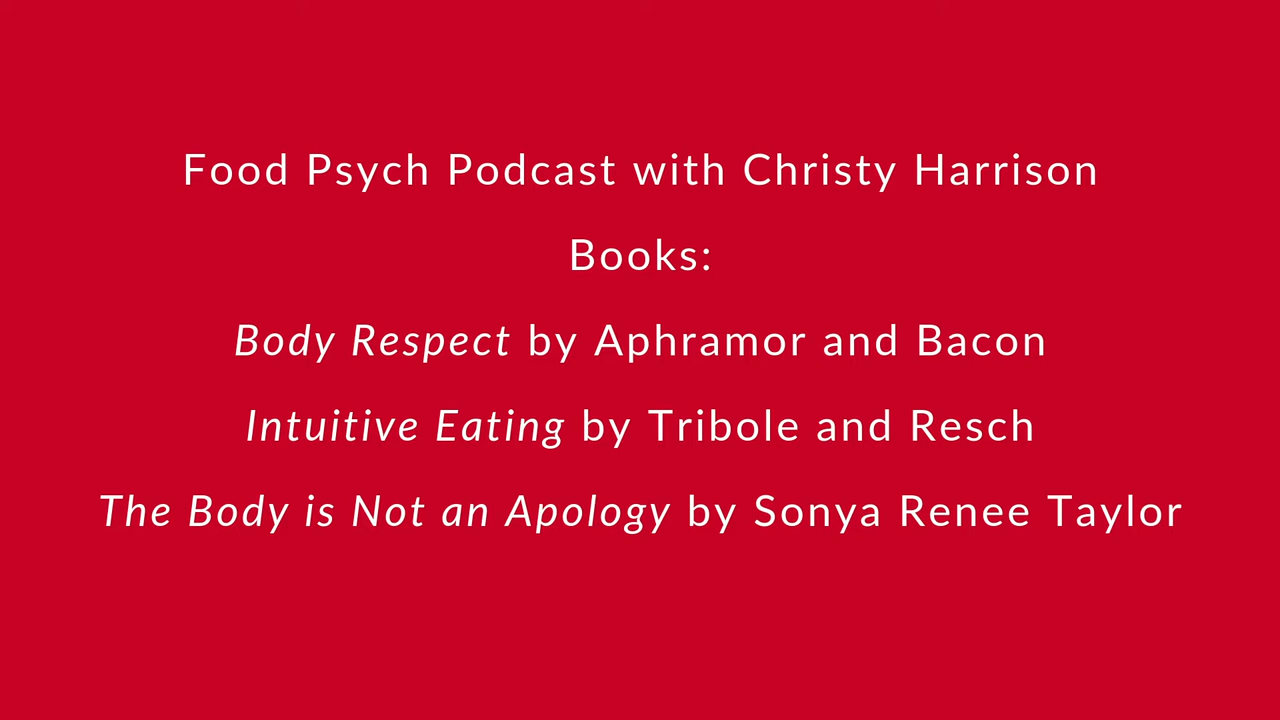 Food Psych Podcast with Christy Harrison
Books:
Body Respect by Aphramor and Bacon
Intuitive Eating by Tribole and Resch
The Body is Not an Apology by Sonya Renee Taylor